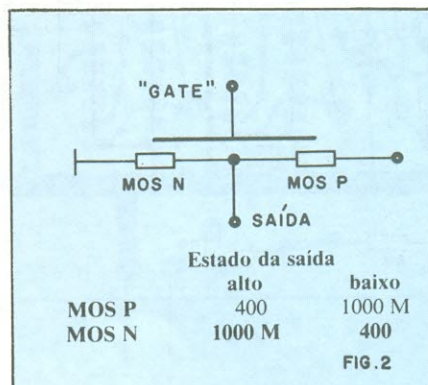 "GATE"
MOS N MOS P
SAÍDA
Estado da saída
alto baixo
MOS P 400 1000 M
MOS N 1000 M 400
FIG.2